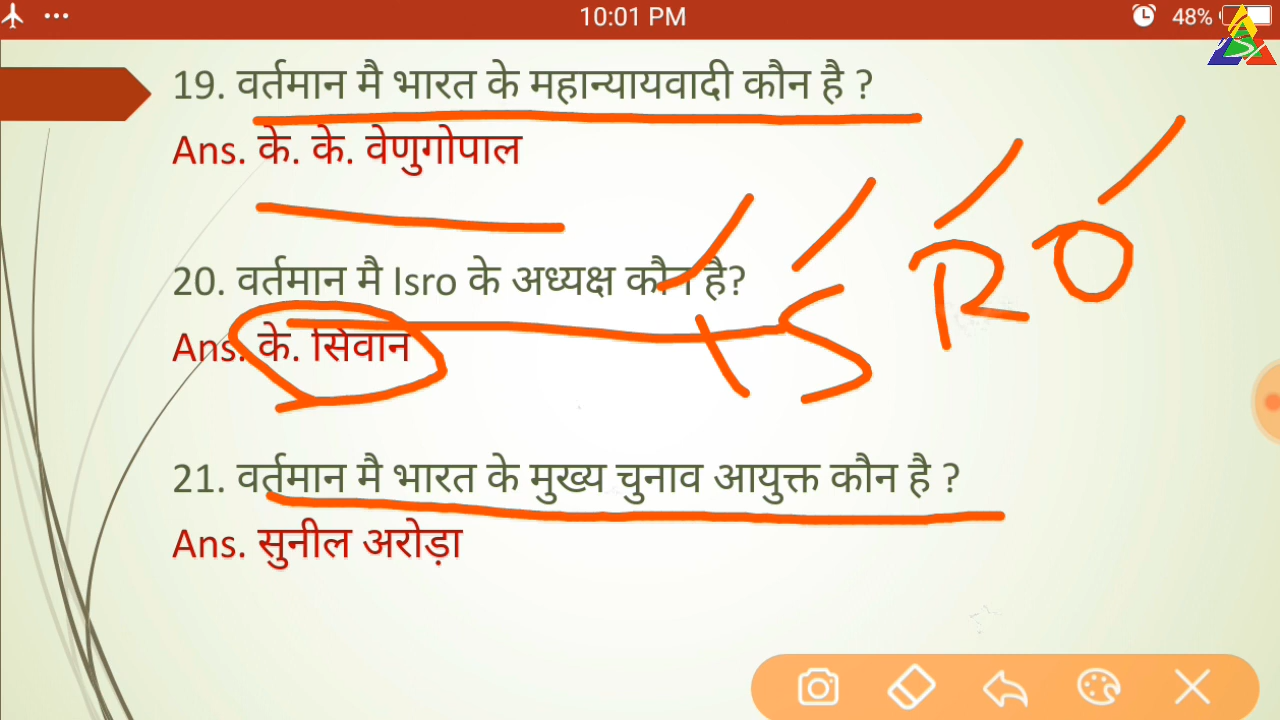 10:01 PM
48%
19. वर्तमान मै भारत के महान्यायवादी कौन है ?
Ans. के. के. वेणुगोपाल
20. वर्तमान मै Isro के अध्यक्ष कौन है?
Ans. के. सिवान
ISRO
21. वर्तमान मै भारत के मुख्य चुनाव आयुक्त कौन है ?
Ans. सुनील अरोड़ा